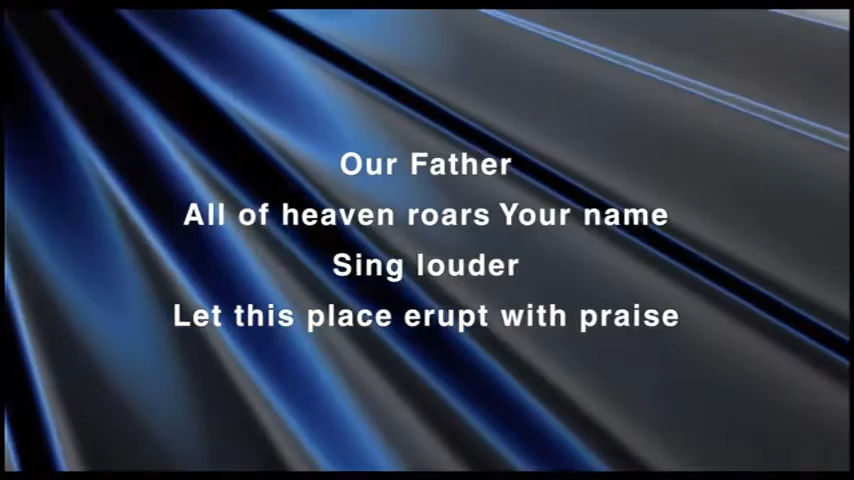 Our Father
All of heaven roars Your name
Sing louder
Let this place erupt with praise